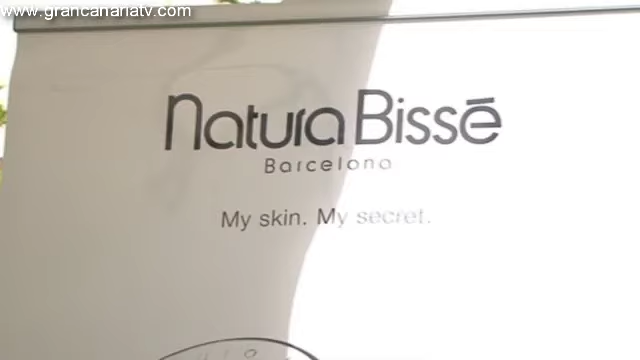 www.grancanariatv.com
Natura Bissé
Barcelona
My skin. My secret.